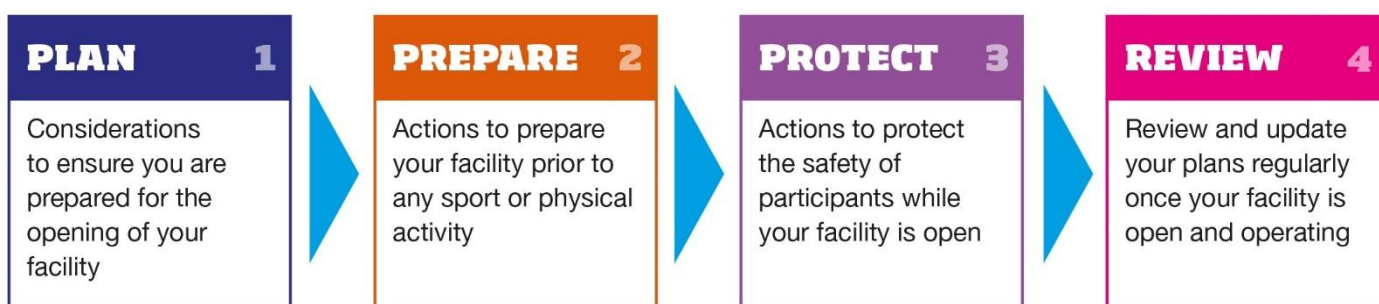 PLAN 1
Considerations
to ensure you are
prepared for the
opening of your
facility
PREPARE 2
Actions to prepare
your facility prior to
any sport or physical
activity
PROTECT 3
Actions to protect
the safety of
participants while
your facility is open
REVIEW 4
Review and update
your plans regularly
once your facility is
open and operating